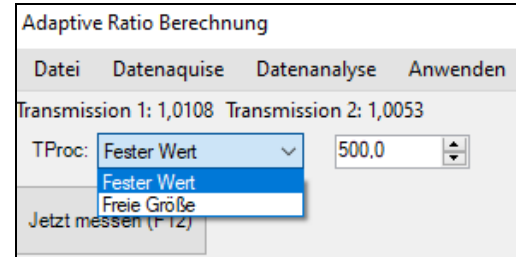 Adaptive Ratio Berechnung
Datei Datenaquise Datenanalyse Anwenden
Transmission 1: 1,0108 Transmission 2: 1,0053
TProc: Fester Wert 500,0
Fester Wert
Freie Größe
Jetzt messen (F12)